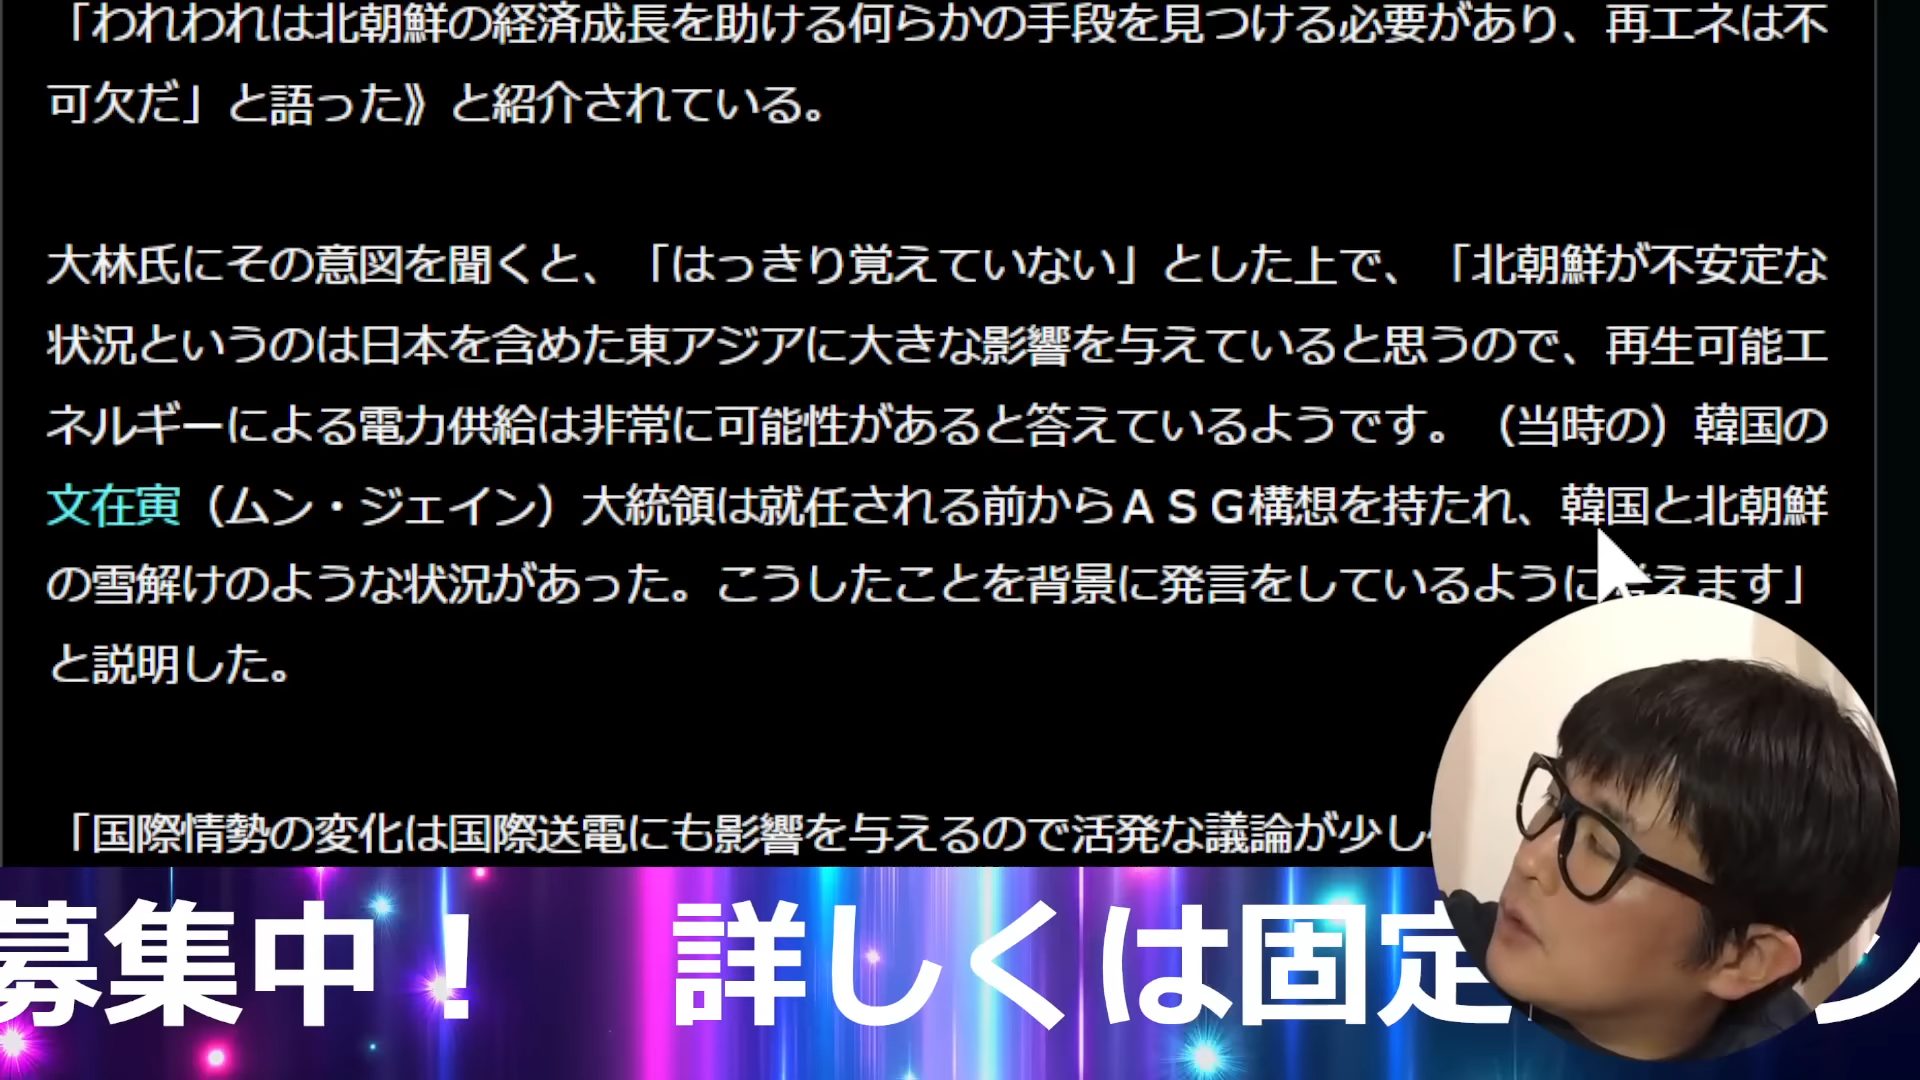 「われわれは北朝鮮の経済成長を助ける何らかの手段を見つける必要があり、再エネは不
可欠だ」と語った》と紹介されている。
大林氏にその意図を聞くと、「はっきり覚えていない」とした上で、「北朝鮮が不安定な
状況というのは日本を含めた東アジアに大きな影響を与えていると思うので、再生可能エ
ネルギーによる電力供給は非常に可能性があると答えているようです。（当時の）韓国の
文在寅（ムン・ジェイン）大統領は就任される前からＡＳＧ構想を持たれ、韓国と北朝鮮
の雪解けのような状況があった。こうしたことを背景に発言をしているように考えます」
と説明した。
「国際情勢の変化は国際送電にも影響を与えるので活発な議論が少し
募集中！　詳しくは固定